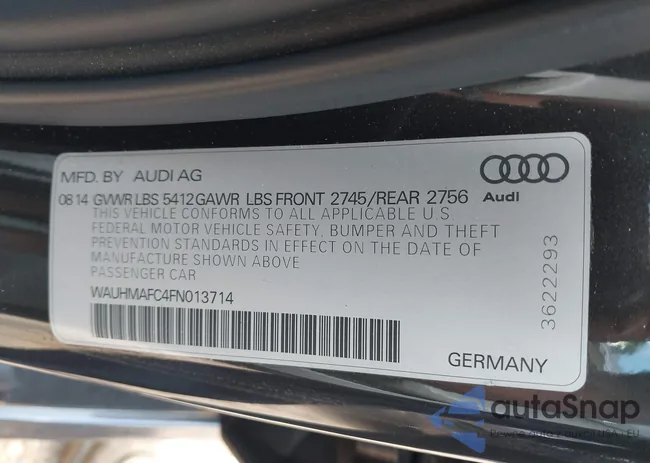 MFD. BY AUDI AG
08 14 GVWR LBS 5412 GAWR LBS FRONT 2745/REAR 2756
THIS VEHICLE CONFORMS TO ALL APPLICABLE U.S.
FEDERAL MOTOR VEHICLE SAFETY, BUMPER AND THEFT
PREVENTION STANDARDS IN EFFECT ON THE DATE OF
MANUFACTURE SHOWN ABOVE
PASSENGER CAR
WAUHMAFC4FN013714
Audi
3622293
GERMANY
autaSnap